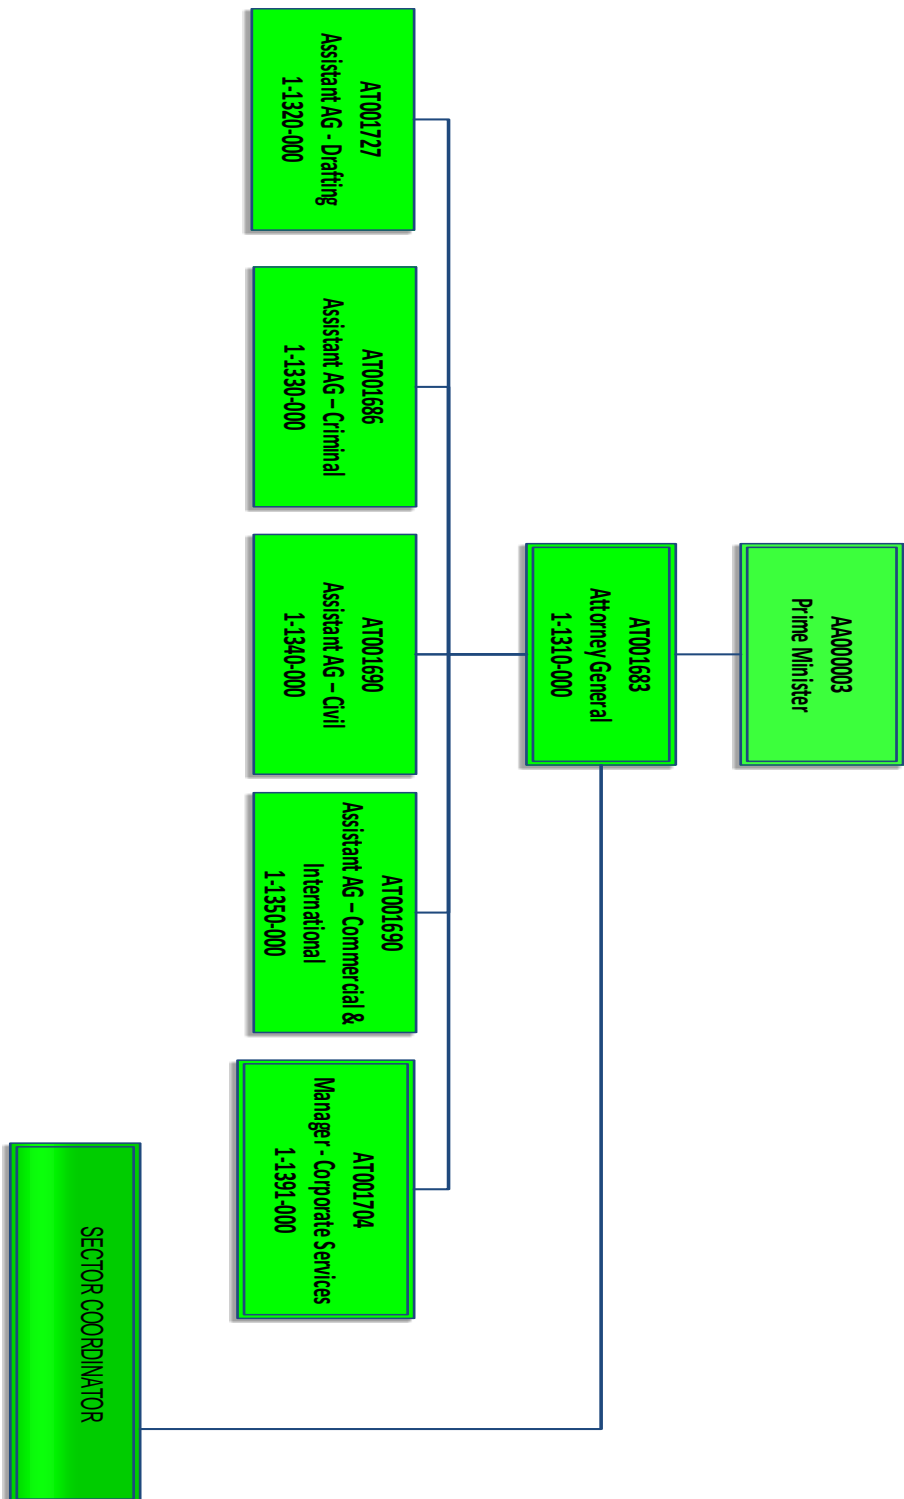 AA000003
Prime Minister
AT001683
Attorney General
1-1310-000
AT001727
Assistant AG - Drafting
1-1320-000
AT001686
Assistant AG – Criminal
1-1330-000
AT001690
Assistant AG – Civil
1-1340-000
AT001690
Assistant AG – Commercial &
International
1-1350-000
AT001704
Manager - Corporate Services
1-1391-000
SECTOR COORDINATOR